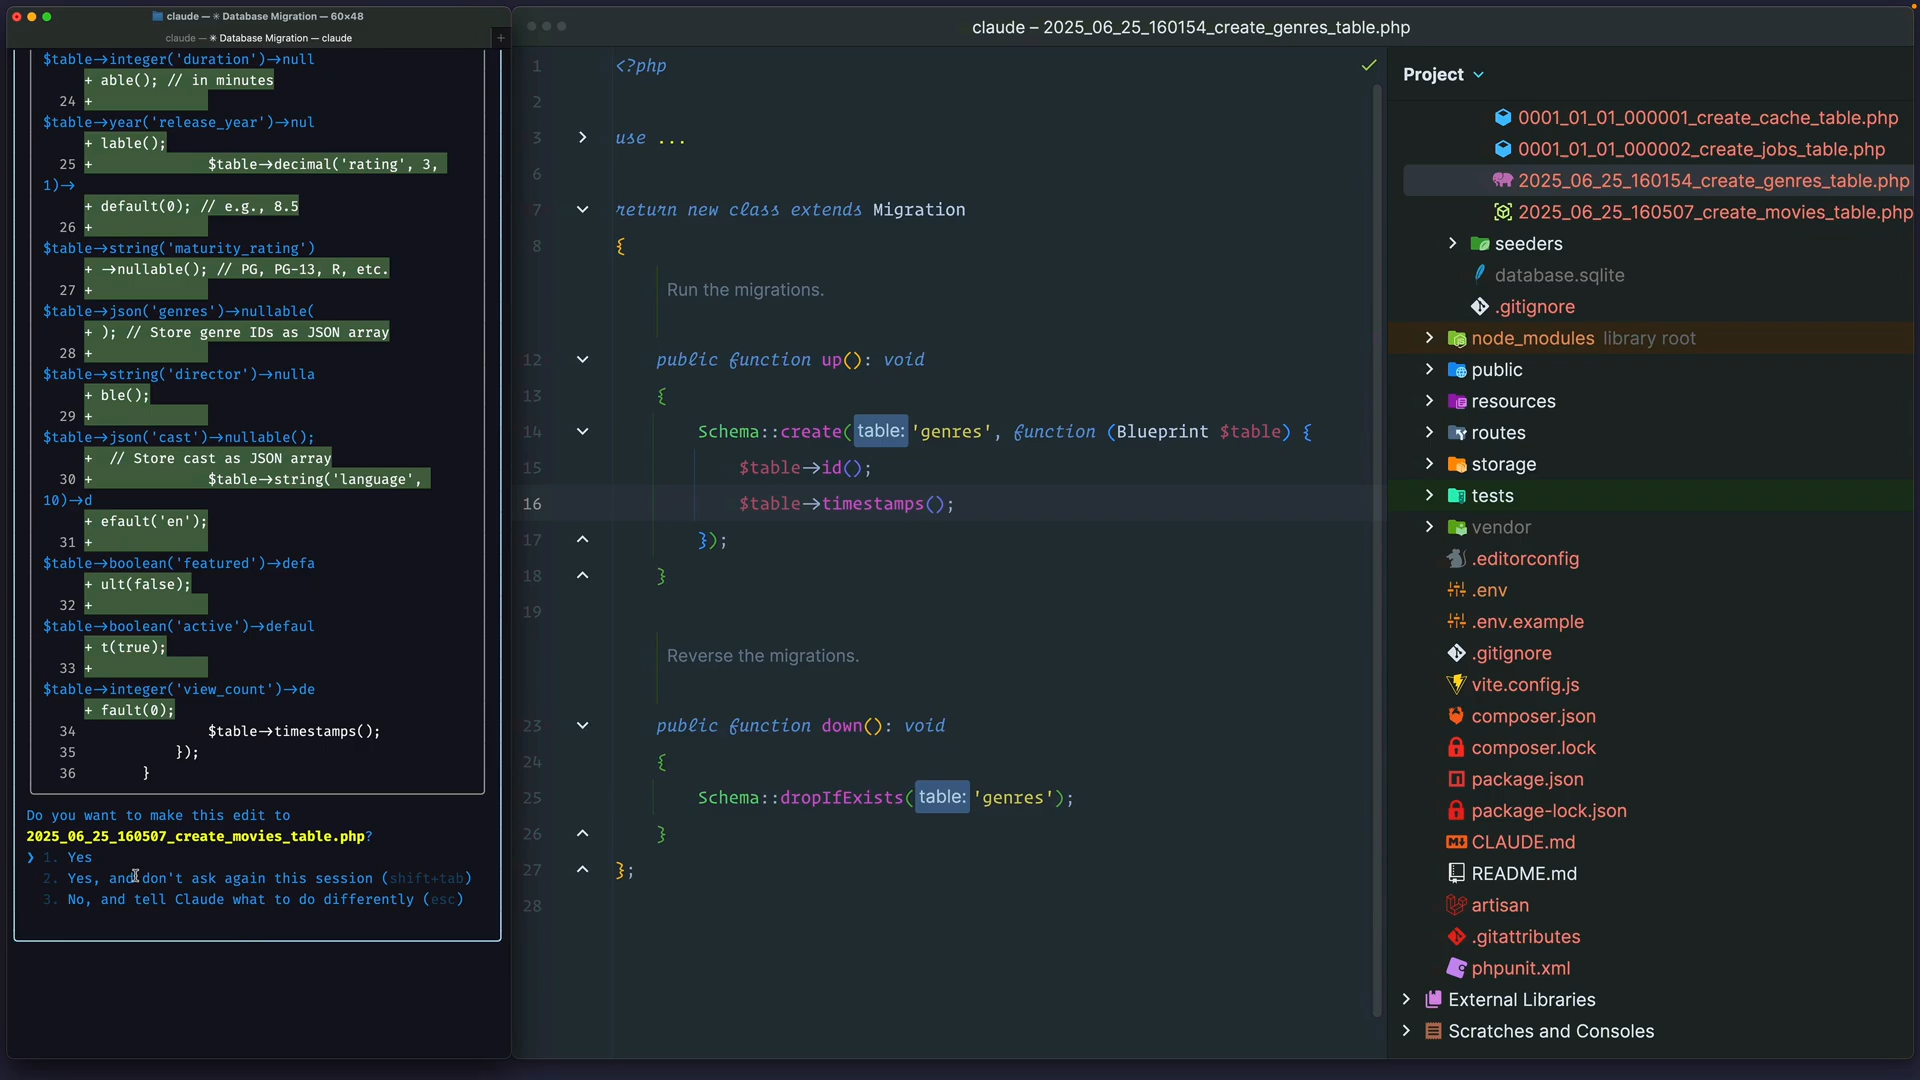 claude — ✳ Database Migration — 60×48
claude — ✳ Database Migration — claude
+
$table→integer('duration')→null
+ able(); // in minutes
24 +
$table→year('release_year')→nul
+ lable();
25 + $table→decimal('rating', 3,
1)→
+ default(0); // e.g., 8.5
26 +
$table→string('maturity_rating')
+ →nullable(); // PG, PG-13, R, etc.
27 +
$table→json('genres')→nullable(
+ ); // Store genre IDs as JSON array
28 +
$table→string('director')→nulla
+ ble();
29 +
$table→json('cast')→nullable();
+ // Store cast as JSON array
30 + $table→string('language',
10)→d
+ efault('en');
31 +
$table→boolean('featured')→defa
+ ult(false);
32 +
$table→boolean('active')→defaul
+ t(true);
33 +
$table→integer('view_count')→de
+ fault(0);
34 $table→timestamps();
35 });
36 }
Do you want to make this edit to
2025_06_25_160507_create_movies_table.php?
❯ 1. Yes
2. Yes, and don't ask again this session (shift+tab)
3. No, and tell Claude what to do differently (esc)
claude – 2025_06_25_160154_create_genres_table.php
1 <?php
2
3 use ...
6
7 return new class extends Migration
8 {
Run the migrations.
12 public function up(): void
13 {
14 Schema::create( table: 'genres', function (Blueprint $table) {
15 $table→id();
16 $table→timestamps();
17 });
18 }
19
Reverse the migrations.
23 public function down(): void
24 {
25 Schema::dropIfExists( table: 'genres');
26 }
27 };
28
Project
0001_01_01_000001_create_cache_table.php
0001_01_01_000002_create_jobs_table.php
2025_06_25_160154_create_genres_table.php
2025_06_25_160507_create_movies_table.php
seeders
database.sqlite
.gitignore
node_modules library root
public
resources
routes
storage
tests
vendor
.editorconfig
.env
.env.example
.gitignore
vite.config.js
composer.json
composer.lock
package.json
package-lock.json
CLAUDE.md
README.md
artisan
.gitattributes
phpunit.xml
External Libraries
Scratches and Consoles